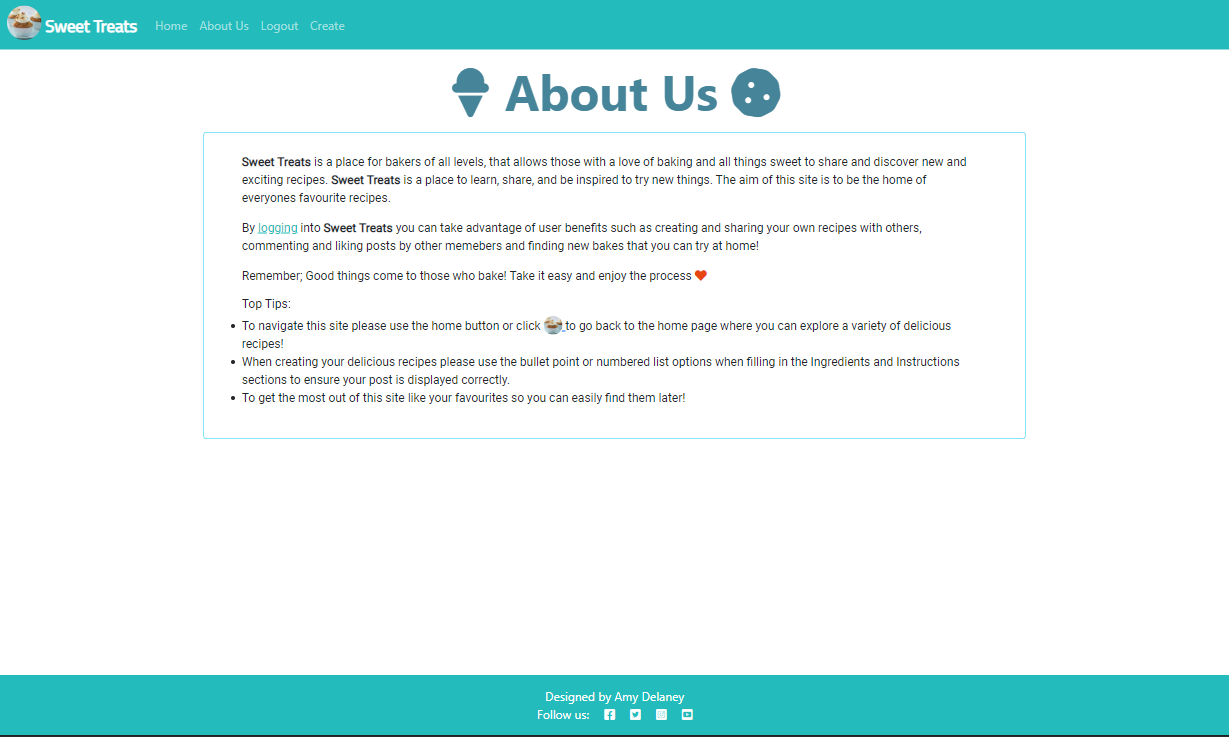 Sweet Treats Home About Us Logout Create
About Us
Sweet Treats is a place for bakers of all levels, that allows those with a love of baking and all things sweet to share and discover new and
exciting recipes. Sweet Treats is a place to learn, share, and be inspired to try new things. The aim of this site is to be the home of
everyones favourite recipes.
By logging into Sweet Treats you can take advantage of user benefits such as creating and sharing your own recipes with others,
commenting and liking posts by other memebers and finding new bakes that you can try at home!
Remember; Good things come to those who bake! Take it easy and enjoy the process
Top Tips:
• To navigate this site please use the home button or click to go back to the home page where you can explore a variety of delicious
recipes!
• When creating your delicious recipes please use the bullet point or numbered list options when filling in the Ingredients and Instructions
sections to ensure your post is displayed correctly.
• To get the most out of this site like your favourites so you can easily find them later!
Designed by Amy Delaney
Follow us: